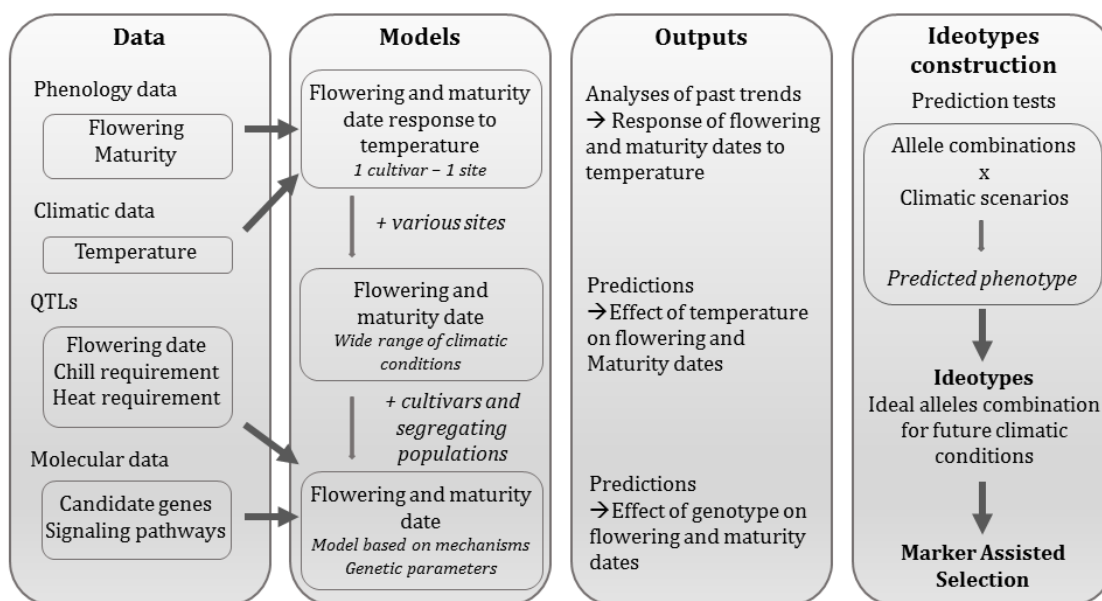 Data
Phenology data
Flowering
Maturity
Climatic data
Temperature
QTLs
Flowering date
Chill requirement
Heat requirement
Molecular data
Candidate genes
Signaling pathways
Models
Flowering and maturity
date response to
temperature
1 cultivar – 1 site
+ various sites
Flowering and
maturity date
Wide range of climatic
conditions
+ cultivars and
segregating
populations
Flowering and maturity
date
Model based on mechanisms
Genetic parameters
Outputs
Analyses of past trends
→ Response of flowering
and maturity dates to
temperature
Predictions
→Effect of temperature
on flowering and
Maturity dates
Predictions
→Effect of genotype on
flowering and maturity
dates
Ideotypes
construction
Prediction tests
Allele combinations
x
Climatic scenarios
Predicted phenotype
Ideotypes
Ideal alleles combination
for future climatic
conditions
Marker Assisted
Selection